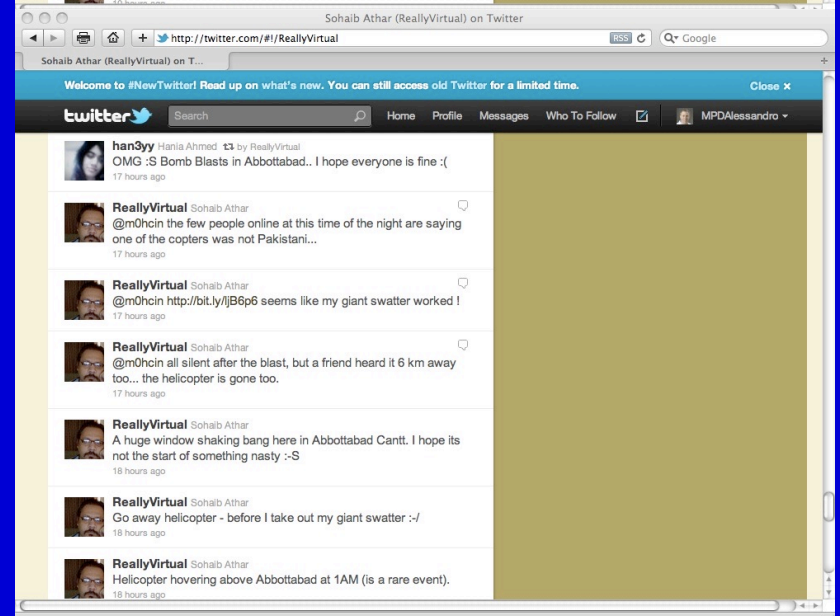 19 hours ago
Sohaib Athar (ReallyVirtual) on Twitter
http://twitter.com/#!/ReallyVirtual RSS Google
Sohaib Athar (ReallyVirtual) on T...
Welcome to #NewTwitter! Read up on what's new. You can still access old Twitter for a limited time. Close x
twitter Search Home Profile Messages Who To Follow MPDAlessandro
han3yy Hania Ahmed by ReallyVirtual
OMG :S Bomb Blasts in Abbottabad.. I hope everyone is fine :(
17 hours ago
ReallyVirtual Sohaib Athar
@m0hcin the few people online at this time of the night are saying
one of the copters was not Pakistani...
17 hours ago
ReallyVirtual Sohaib Athar
@m0hcin http://bit.ly/ljB6p6 seems like my giant swatter worked !
17 hours ago
ReallyVirtual Sohaib Athar
@m0hcin all silent after the blast, but a friend heard it 6 km away
too... the helicopter is gone too.
17 hours ago
ReallyVirtual Sohaib Athar
A huge window shaking bang here in Abbottabad Cantt. I hope its
not the start of something nasty :-S
18 hours ago
ReallyVirtual Sohaib Athar
Go away helicopter - before I take out my giant swatter :-/
18 hours ago
ReallyVirtual Sohaib Athar
Helicopter hovering above Abbottabad at 1AM (is a rare event).
18 hours ago